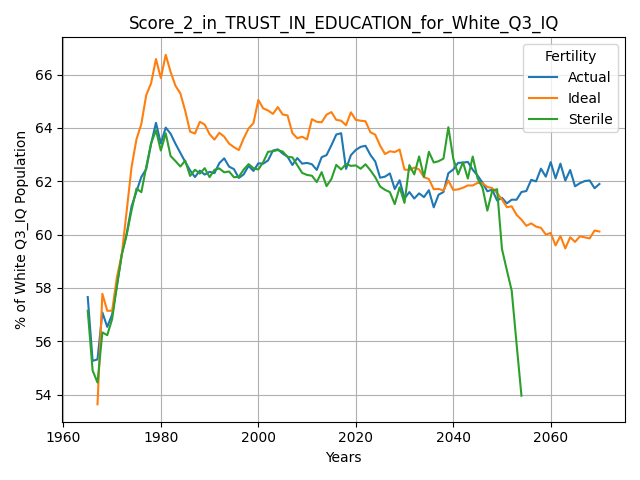 Score_2_in_TRUST_IN_EDUCATION_for_White_Q3_IQ
Fertility
Actual
Ideal
Sterile
% of White Q3_IQ Population
66
64
62
60
58
56
54
1960
1980
2000
2020
2040
2060
Years